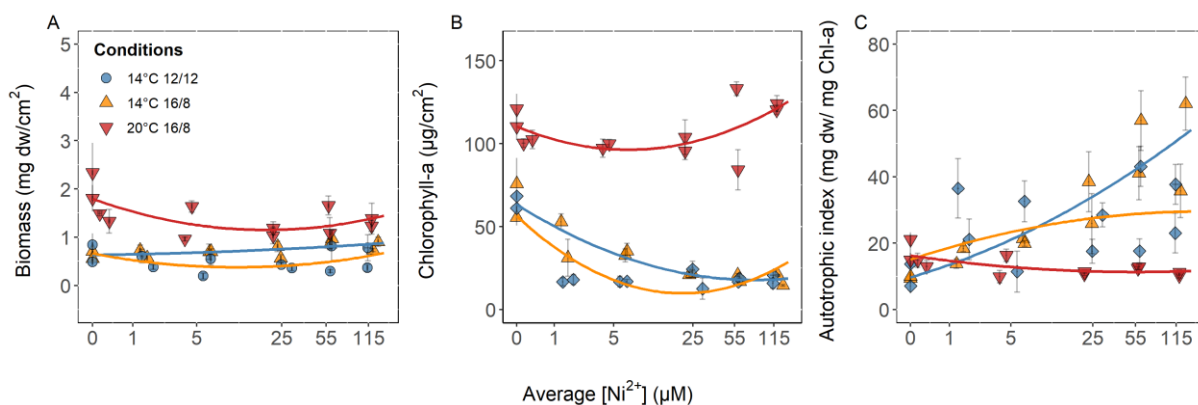 A
Biomass (mg dw/cm²)
5
4
3
2
1
0
Conditions
14°C 12/12
14°C 16/8
20°C 16/8
0 1 5 25 55 115
B
Chlorophyll-a (µg/cm²)
150
100
50
0
0 1 5 25 55 115
C
Autotrophic index (mg dw/ mg Chl-a)
80
60
40
20
0
0 1 5 25 55 115
Average [Ni²⁺] (µM)